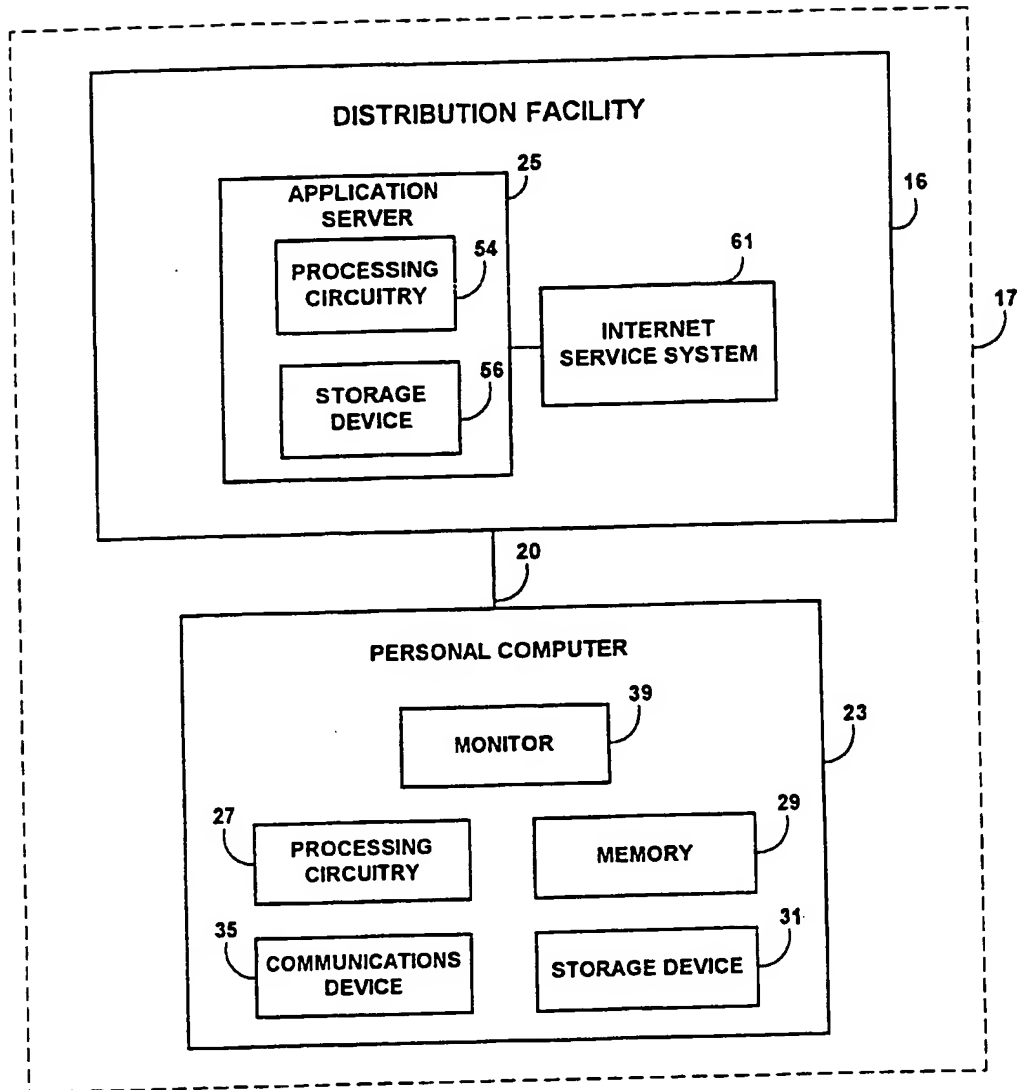 DISTRIBUTION FACILITY
25
APPLICATION
SERVER
16
54
PROCESSING
CIRCUITRY
61
INTERNET
SERVICE SYSTEM
17
56
STORAGE
DEVICE
20
PERSONAL COMPUTER
39
MONITOR
23
27
PROCESSING
CIRCUITRY
29
MEMORY
35
COMMUNICATIONS
DEVICE
31
STORAGE DEVICE